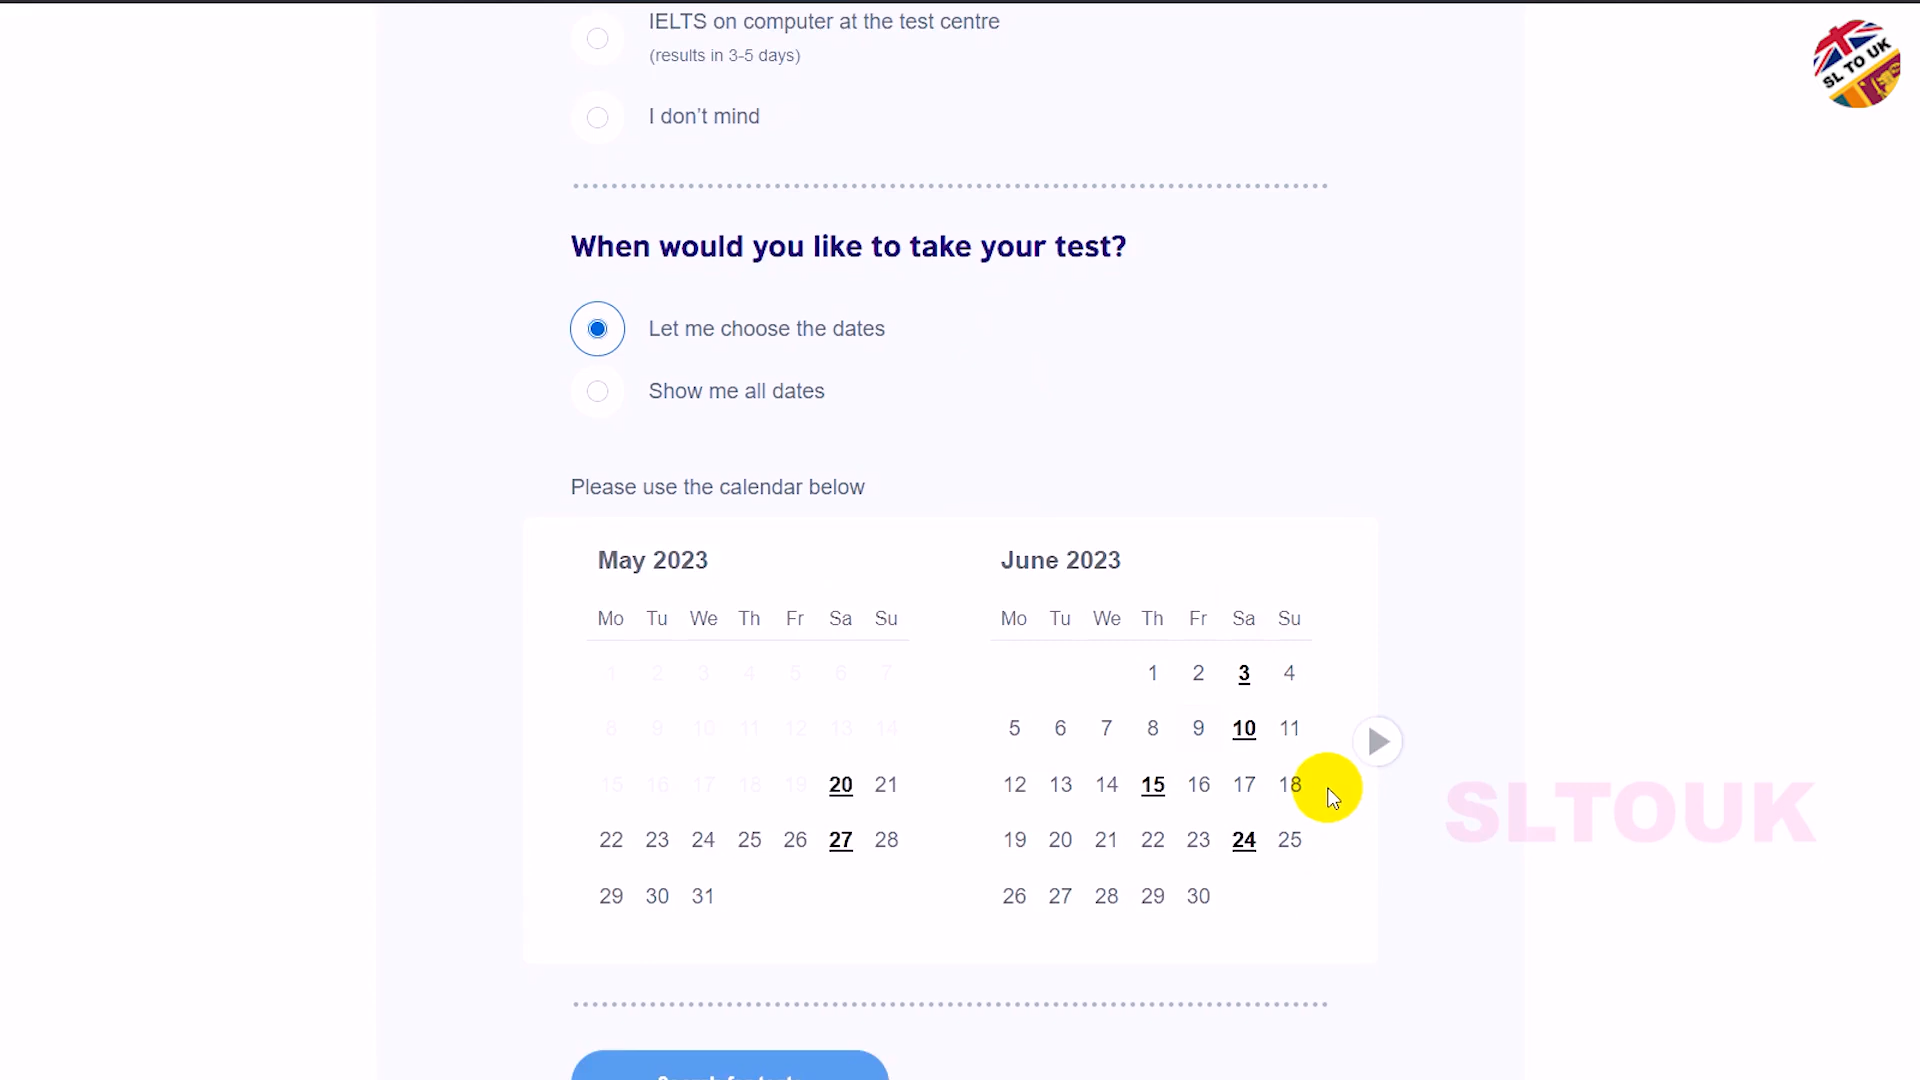 IELTS on computer at the test centre
(results in 3-5 days)
I don't mind
SL TO UK
When would you like to take your test?
Let me choose the dates
Show me all dates
Please use the calendar below
May 2023
Mo Tu We Th Fr Sa Su
1 2 3 4 5 6 7
8 9 10 11 12 13 14
15 16 17 18 19 20 21
22 23 24 25 26 27 28
29 30 31
June 2023
Mo Tu We Th Fr Sa Su
1 2 3 4
5 6 7 8 9 10 11
12 13 14 15 16 17 18
19 20 21 22 23 24 25
26 27 28 29 30
SLTOUK